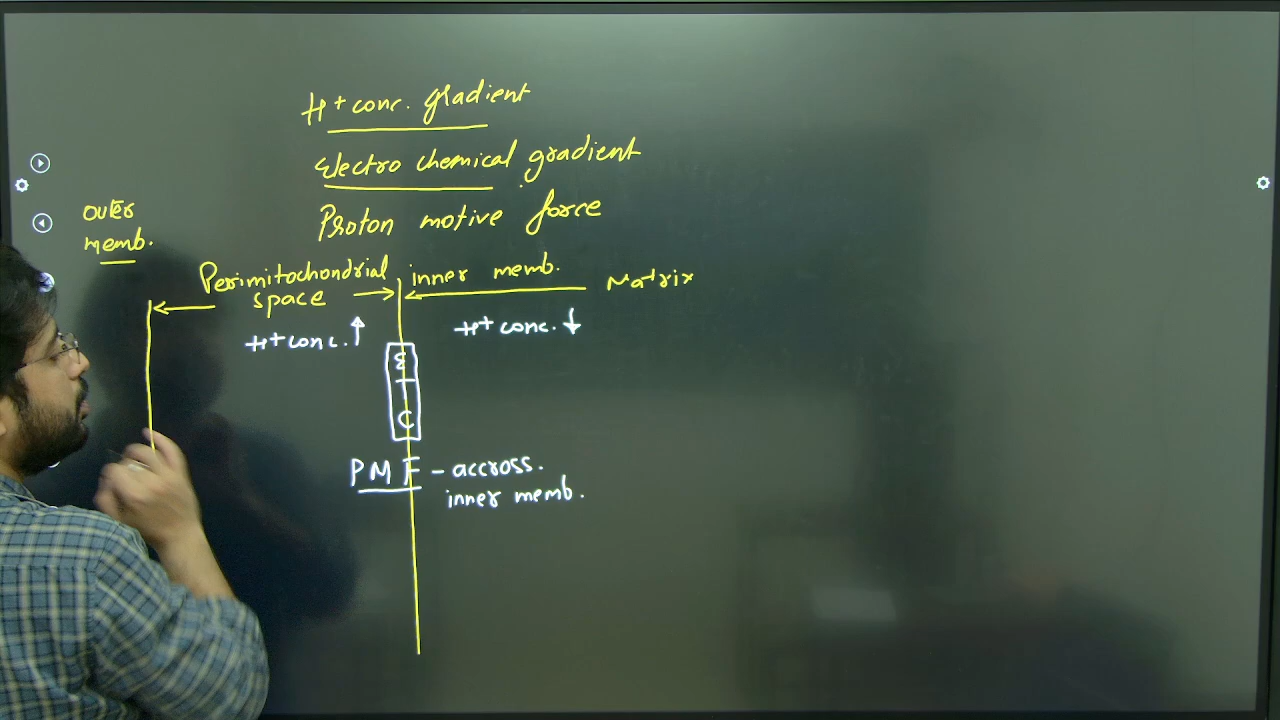 H+ conc. gradient
Electro chemical gradient
Proton motive force
outer
memb.
Perimitochondrial
space
inner memb.
Matrix
H+ conc. ↑
H+ conc. ↓
E
T
C
PMF - accross.
inner memb.